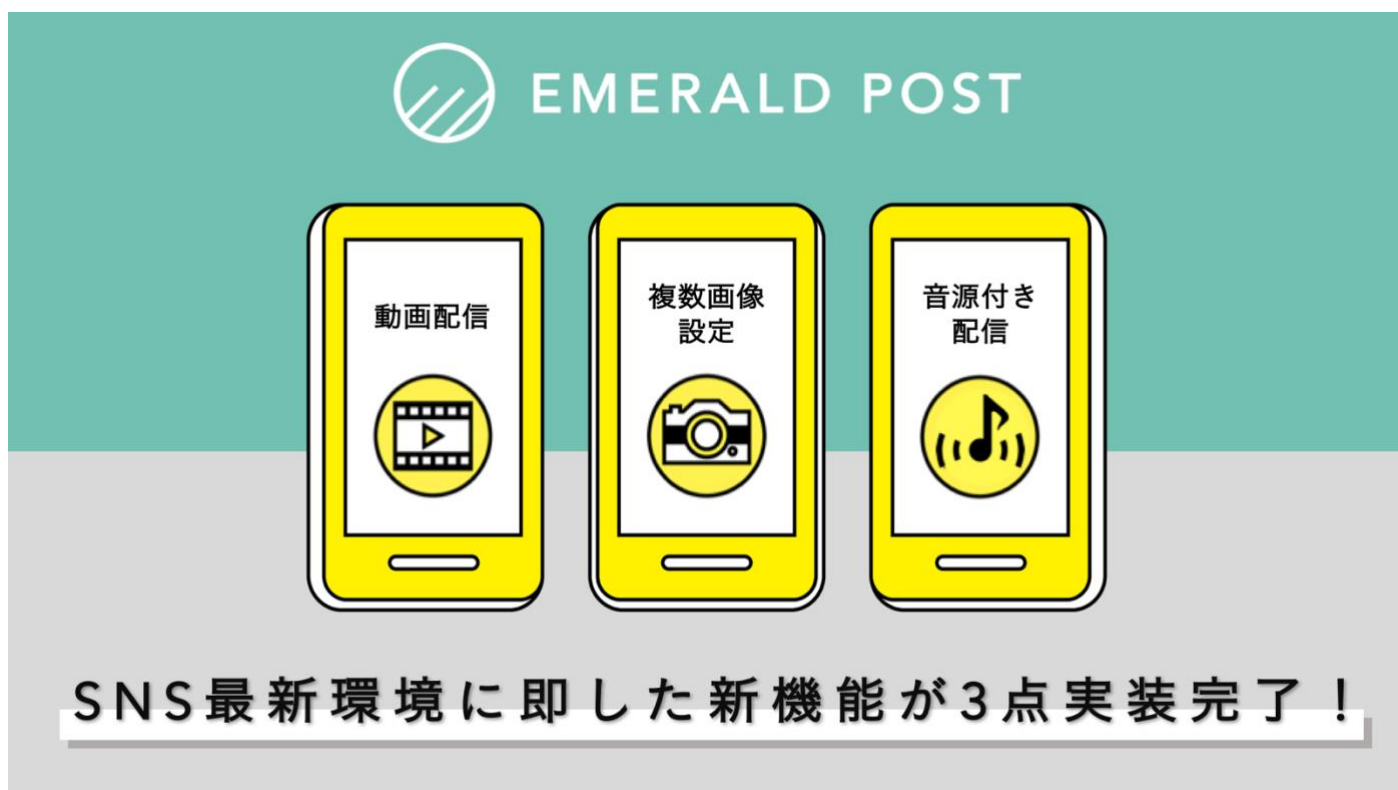 EMERALD POST
動画配信
複数画像
設定
音源付き
配信
SNS最新環境に即した新機能が3点実装完了！